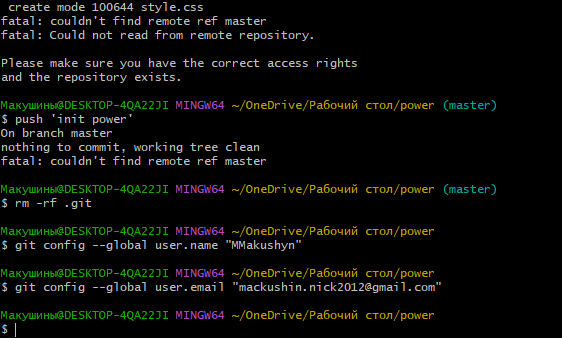 create mode 100644 style.css
fatal: couldn't find remote ref master
fatal: Could not read from remote repository.
Please make sure you have the correct access rights
and the repository exists.
Макушины@DESKTOP-4QA22JI MINGW64 ~/OneDrive/Рабочий стол/power (master)
$ push 'init power'
On branch master
nothing to commit, working tree clean
fatal: couldn't find remote ref master
Макушины@DESKTOP-4QA22JI MINGW64 ~/OneDrive/Рабочий стол/power (master)
$ rm -rf .git
Макушины@DESKTOP-4QA22JI MINGW64 ~/OneDrive/Рабочий стол/power
$ git config --global user.name "MMakushyn"
Макушины@DESKTOP-4QA22JI MINGW64 ~/OneDrive/Рабочий стол/power
$ git config --global user.email "mackushin.nick2012@gmail.com"
Макушины@DESKTOP-4QA22JI MINGW64 ~/OneDrive/Рабочий стол/power
$